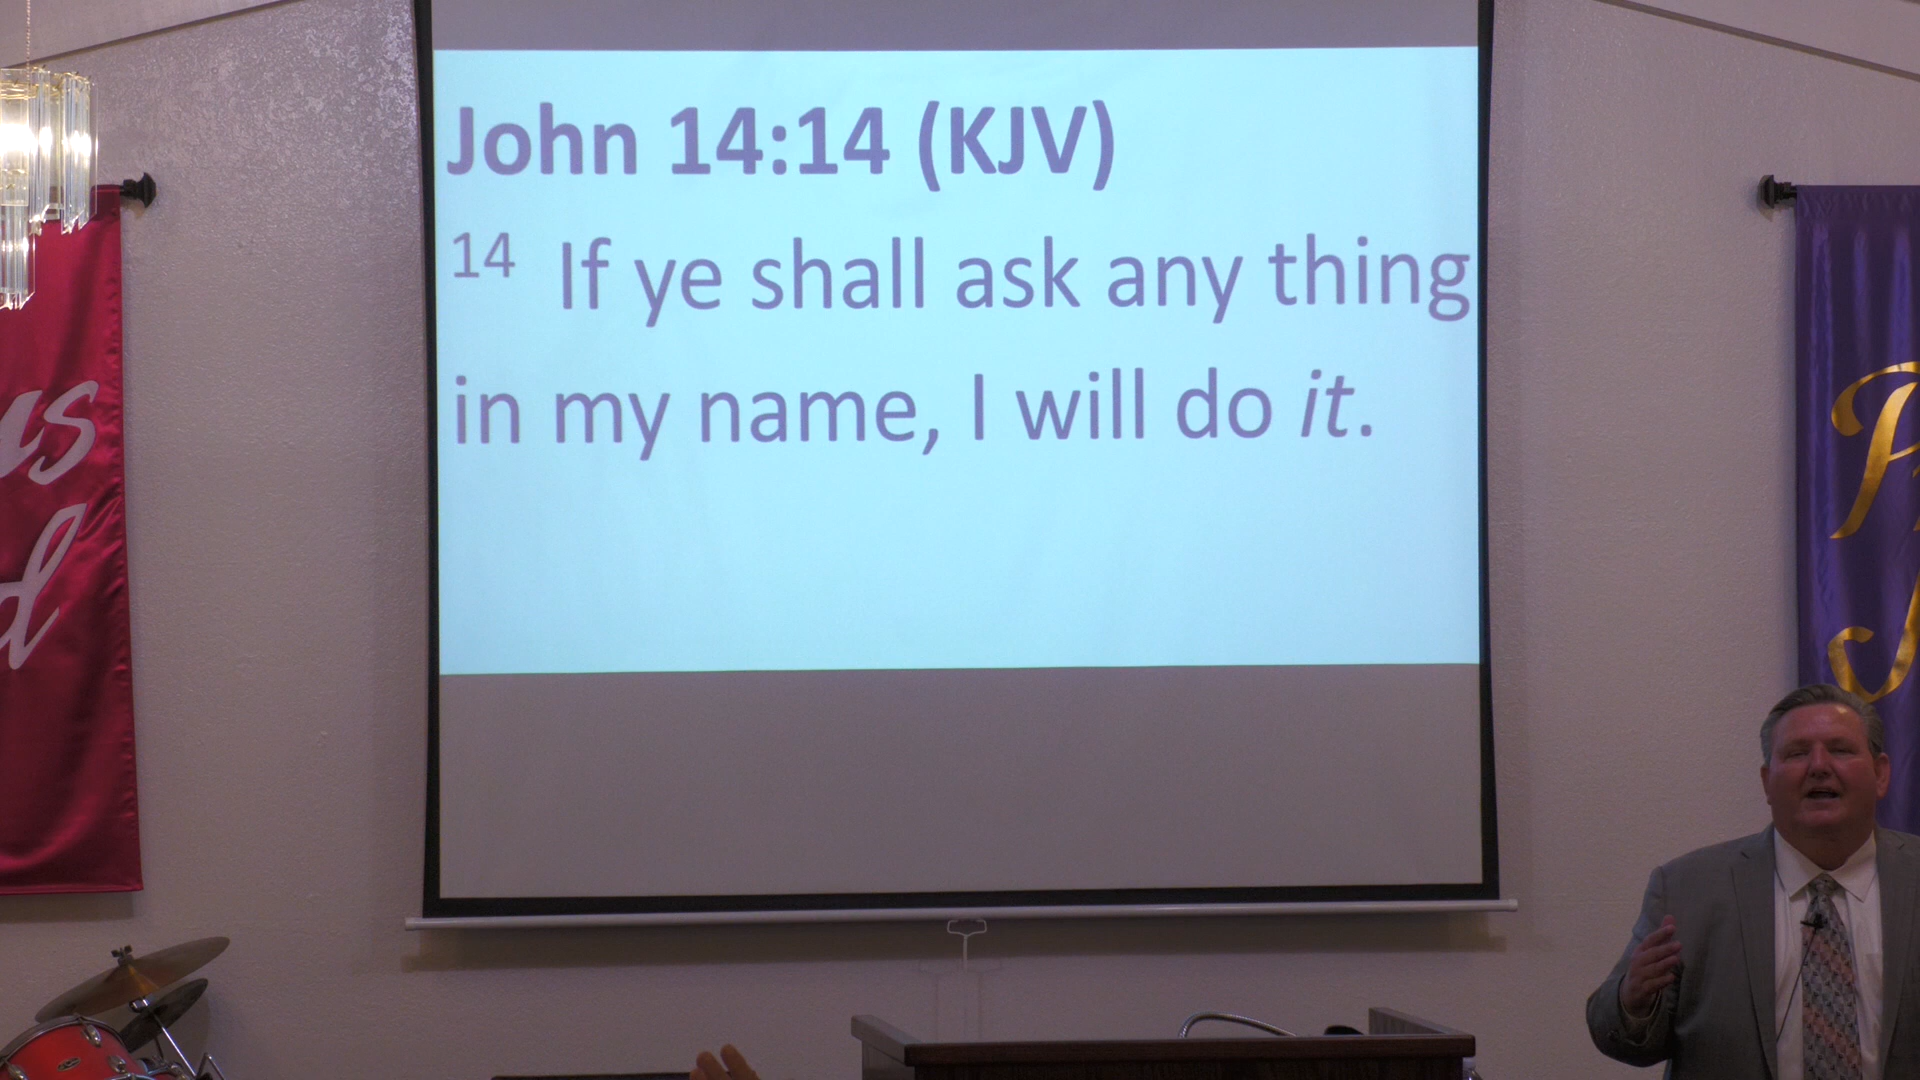 John 14:14 (KJV)
14 If ye shall ask any thing
in my name, I will do it.